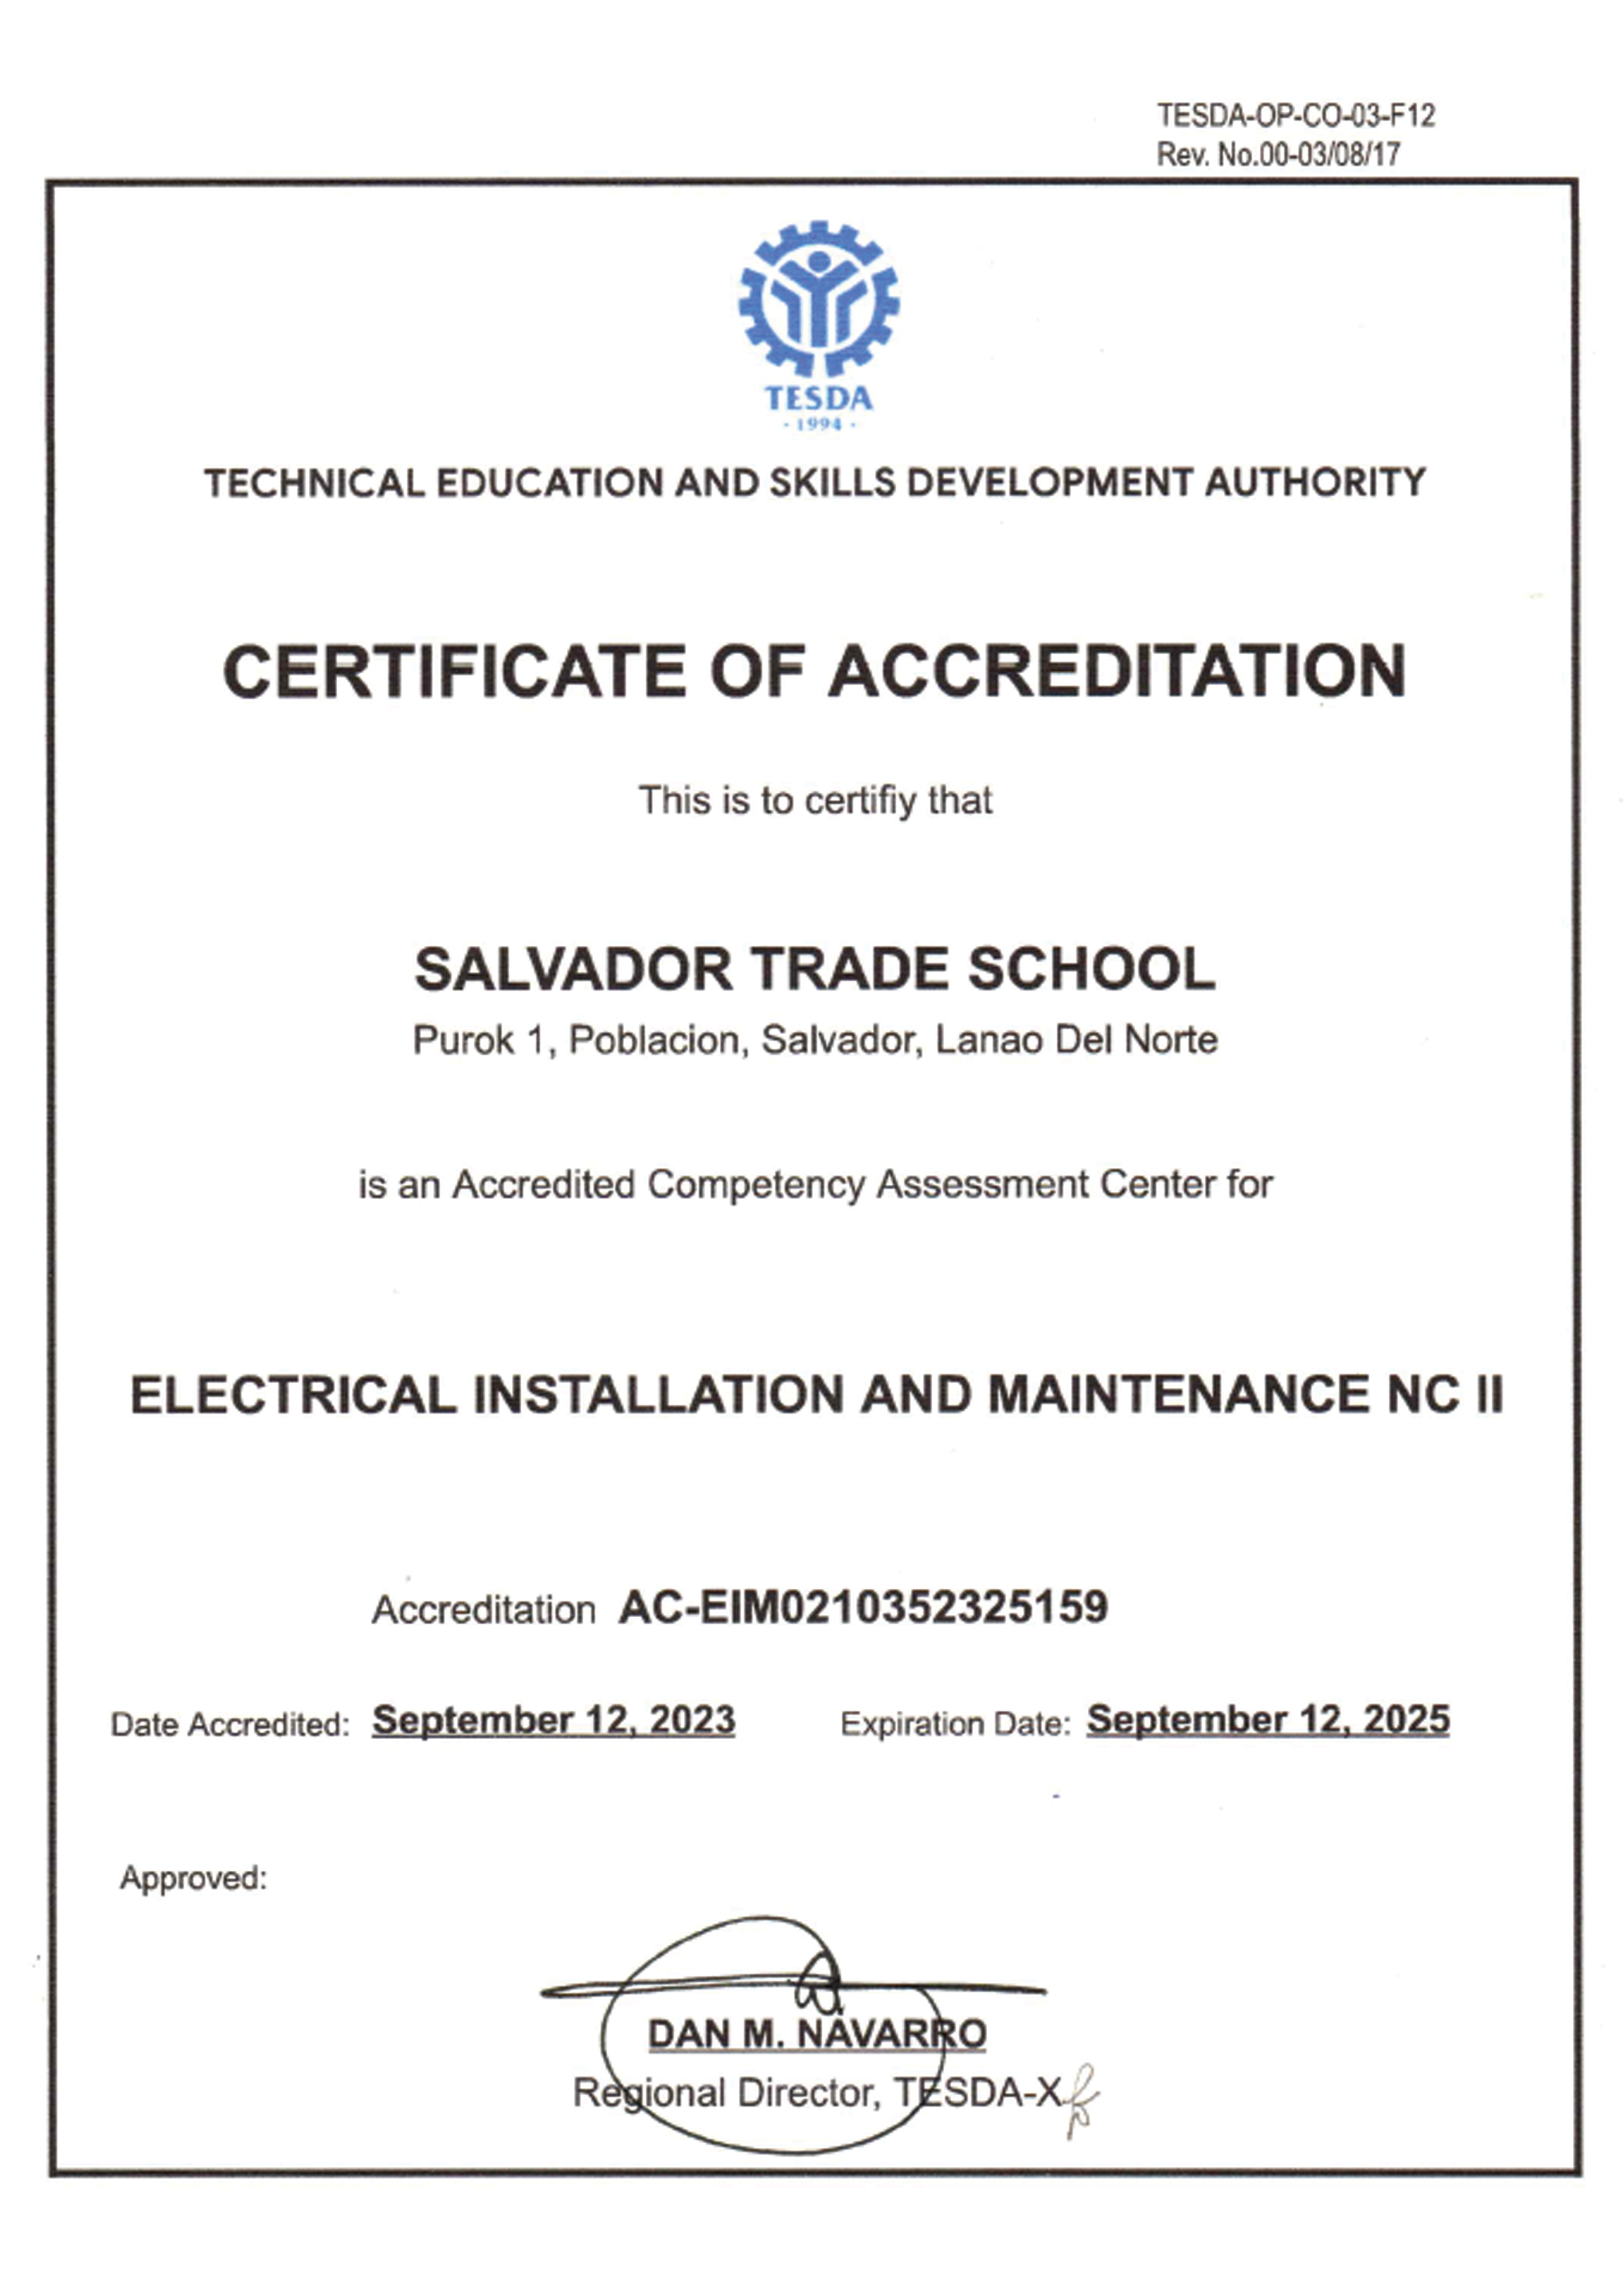 TESDA-OP-CO-03-F12
Rev. No.00-03/08/17
TESDA
- 1994 -
TECHNICAL EDUCATION AND SKILLS DEVELOPMENT AUTHORITY
CERTIFICATE OF ACCREDITATION
This is to certifiy that
SALVADOR TRADE SCHOOL
Purok 1, Poblacion, Salvador, Lanao Del Norte
is an Accredited Competency Assessment Center for
ELECTRICAL INSTALLATION AND MAINTENANCE NC II
Accreditation AC-EIM0210352325159
Date Accredited: September 12, 2023 Expiration Date: September 12, 2025
Approved:
DAN M. NAVARRO
Regional Director, TESDA-X